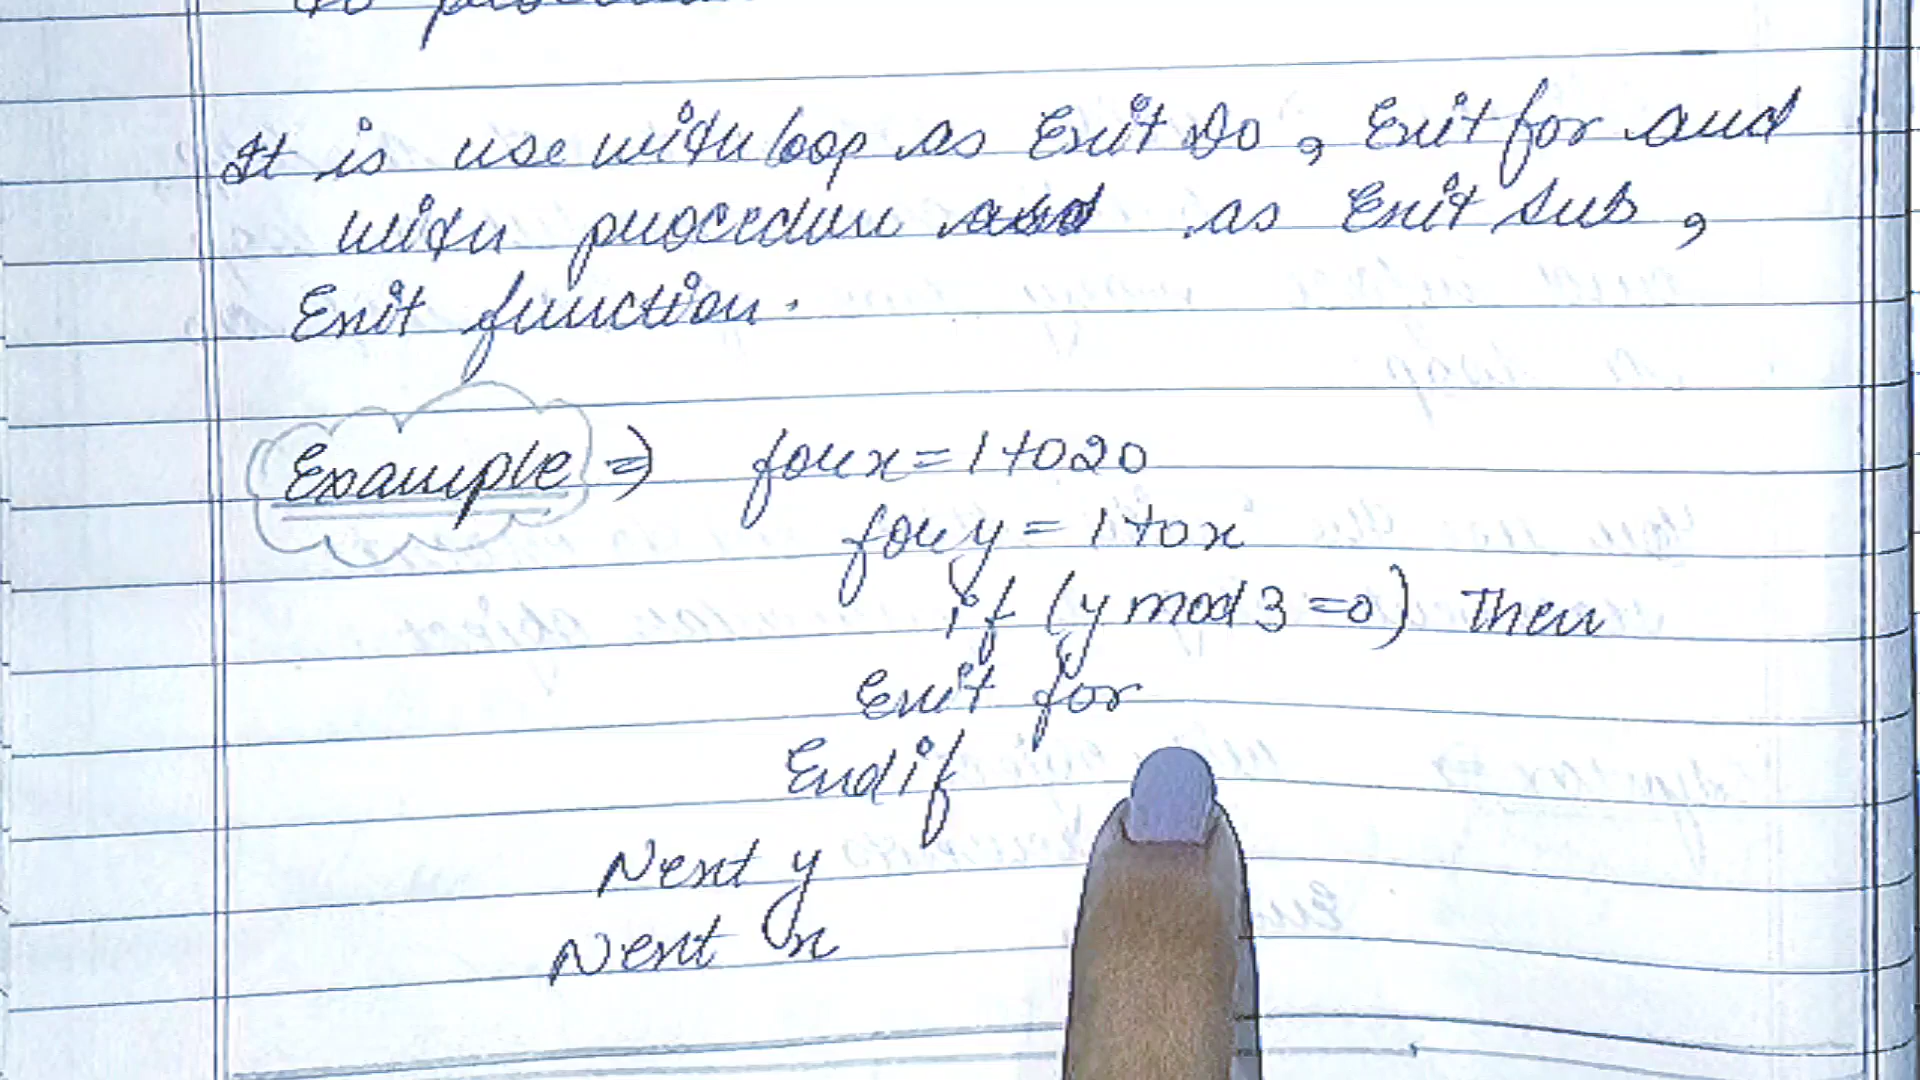 It is use with loop as Exit Do, Exit for and
with procedure as Exit Sub,
Exit function.
Example ⇒ for x = 1 to 20
for y = 1 to x
if (y mod 3 = 0) Then
Exit for
End if
Next y
Next x